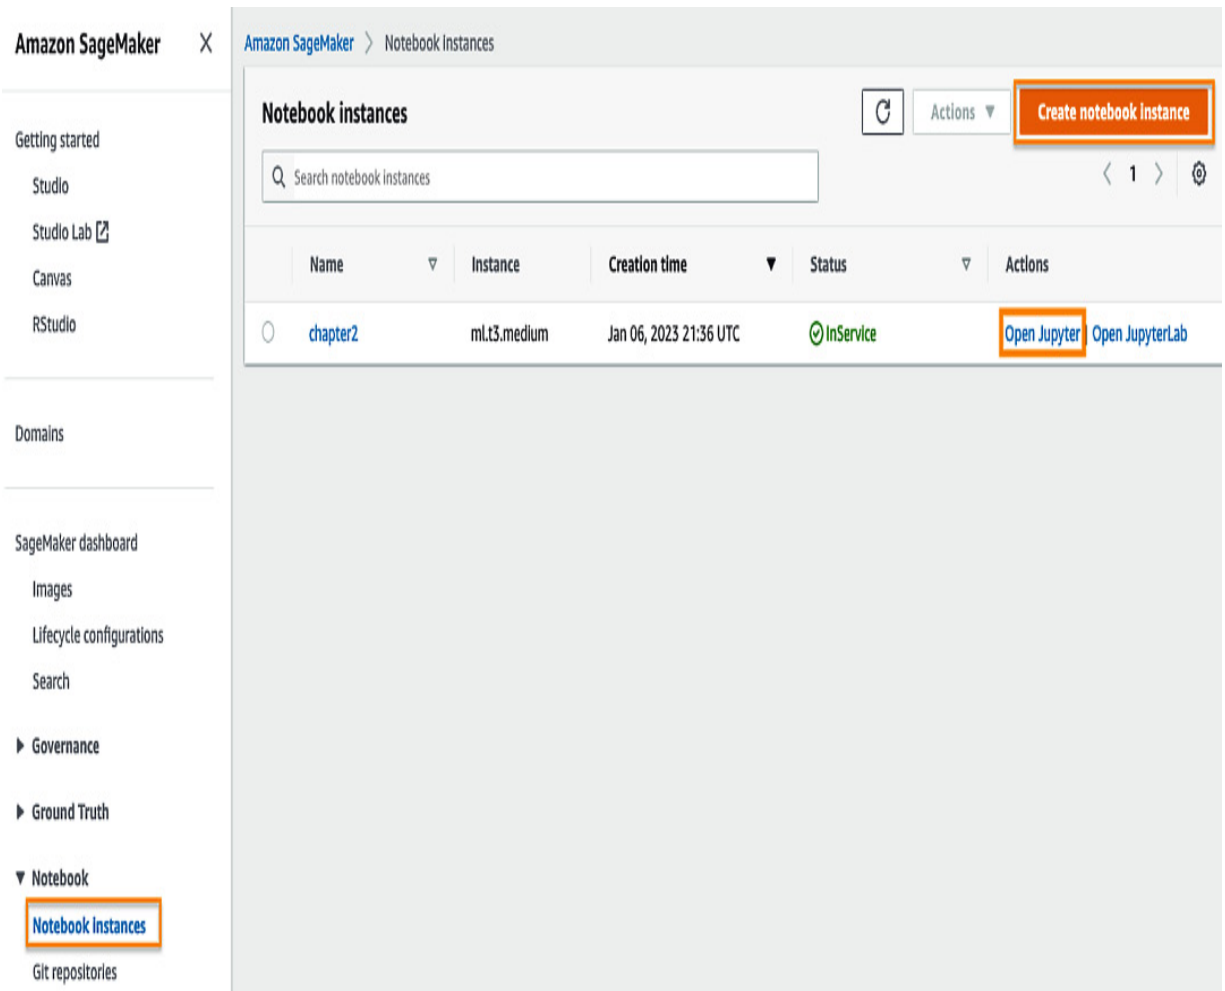 Amazon SageMaker X
Getting started
Studio
Studio Lab
Canvas
RStudio
Domains
SageMaker dashboard
Images
Lifecycle configurations
Search
Governance
Ground Truth
Notebook
Notebook instances
Git repositories
Amazon SageMaker > Notebook instances
Notebook instances
Actions
Create notebook instance
Search notebook instances
< 1 >
Name Instance Creation time Status Actions
chapter2 ml.t3.medium Jan 06, 2023 21:36 UTC InService Open Jupyter | Open JupyterLab